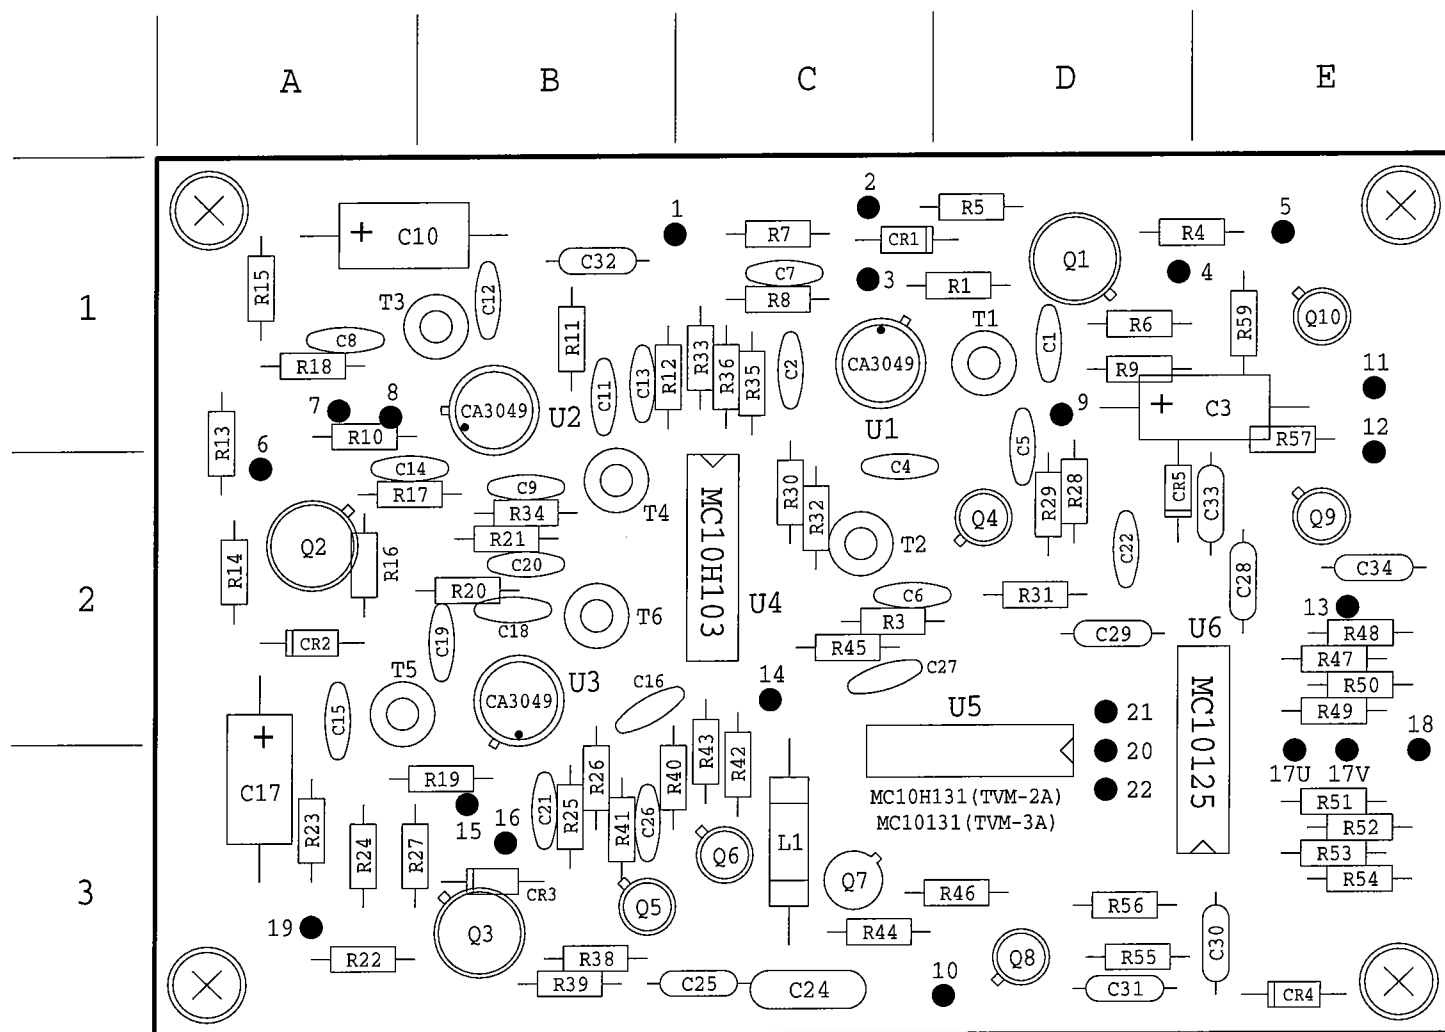 A B C D E
1
2
3
2
R5
5
1
R7
CR1
R4
C10
C32
C7
3
Q1
4
R15
C12
R8
R1
T3
R11
T1
R6
R59
Q10
C8
R33
C1
R18
R12
R36
R35
C2
CA3049
R9
11
C13
C11
7
8
CA3049
U2
9
C3
R13
R10
U1
C5
R57
12
6
C14
C9
C4
R17
R30
R29
R28
CR5
C33
R34
T4
MC10H103
R32
Q4
Q9
Q2
R21
T2
C22
R14
R16
C20
C28
C34
R20
R31
C6
13
C18
T6
U4
R3
C29
U6
R48
CR2
C19
R45
R47
T5
U3
C27
R50
CA3049
C16
14
U5
21
MC10125
R49
C15
R43
R42
20
17U
17V
18
C17
R19
R26
R40
22
R51
15
16
C21
R25
R41
C26
MC10H131(TVM-2A)
MC10131(TVM-3A)
R52
R23
R24
R27
Q6
L1
R53
Q7
R54
CR3
Q5
R46
R56
19
Q3
R44
C30
R22
R38
Q8
R55
R39
C25
C24
10
C31
CR4